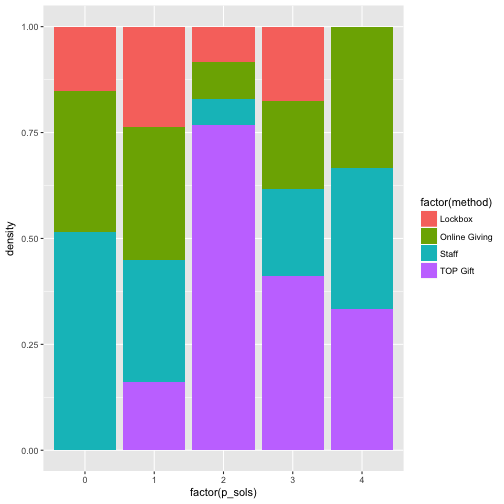 1.00
0.75
0.50
0.25
0.00
density
0 1 2 3 4
factor(p_sols)
factor(method)
Lockbox
Online Giving
Staff
TOP Gift